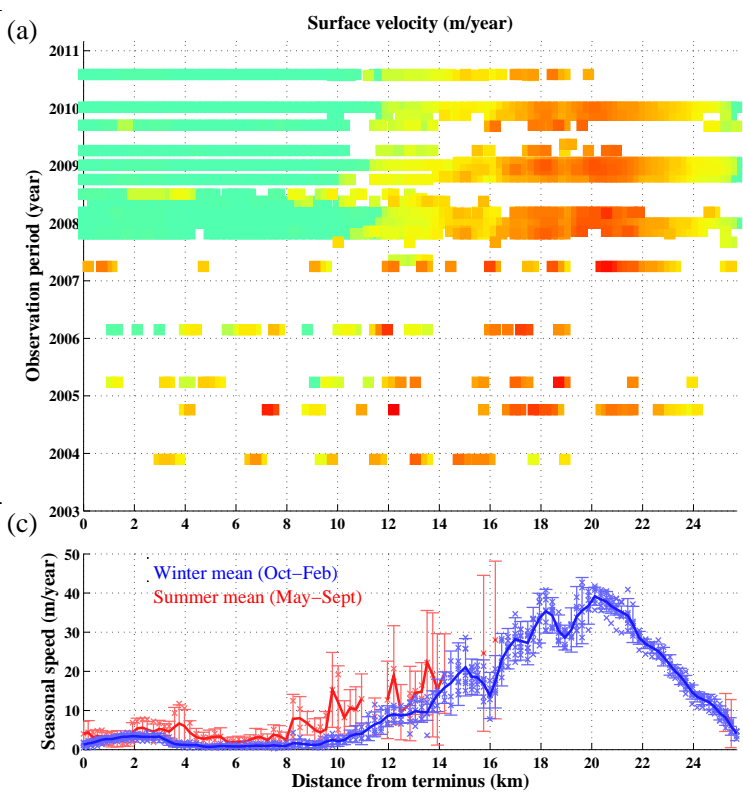 (a)
Surface velocity (m/year)
Observation period (year)
2011
2010
2009
2008
2007
2006
2005
2004
2003
0 2 4 6 8 10 12 14 16 18 20 22 24
(c)
Seasonal speed (m/year)
50
40
30
20
10
0
Winter mean (Oct–Feb)
Summer mean (May–Sept)
0 2 4 6 8 10 12 14 16 18 20 22 24
Distance from terminus (km)